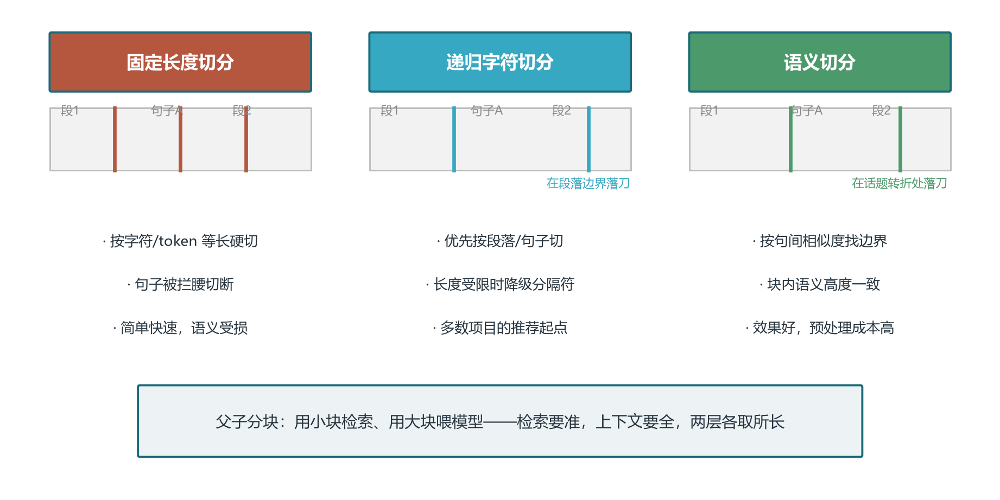 固定长度切分
段1 句子A 段2
· 按字符/token 等长硬切
· 句子被拦腰切断
· 简单快速，语义受损
递归字符切分
段1 句子A 段2
在段落边界落刀
· 优先按段落/句子切
· 长度受限时降级分隔符
· 多数项目的推荐起点
语义切分
段1 句子A 段2
在话题转折处落刀
· 按句间相似度找边界
· 块内语义高度一致
· 效果好，预处理成本高
父子分块：用小块检索、用大块喂模型——检索要准，上下文要全，两层各取所长